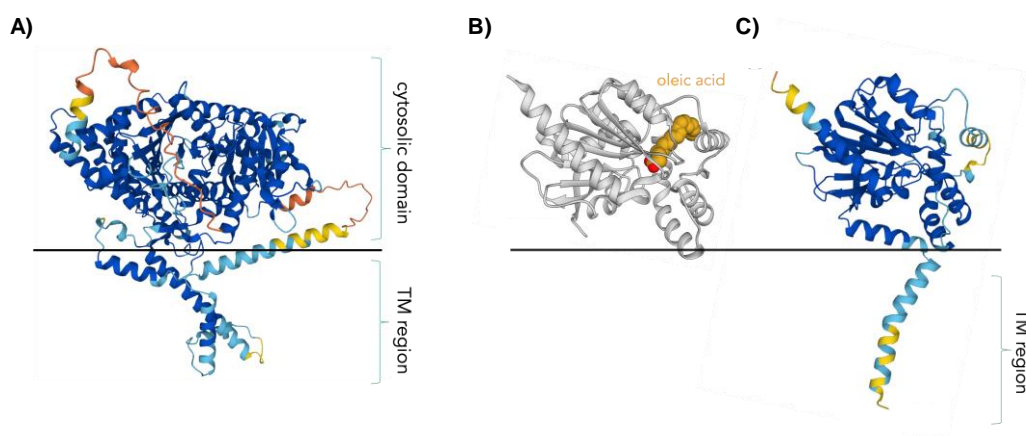 A)
B)
C)
cytosolic domain
TM region
oleic acid
TM region